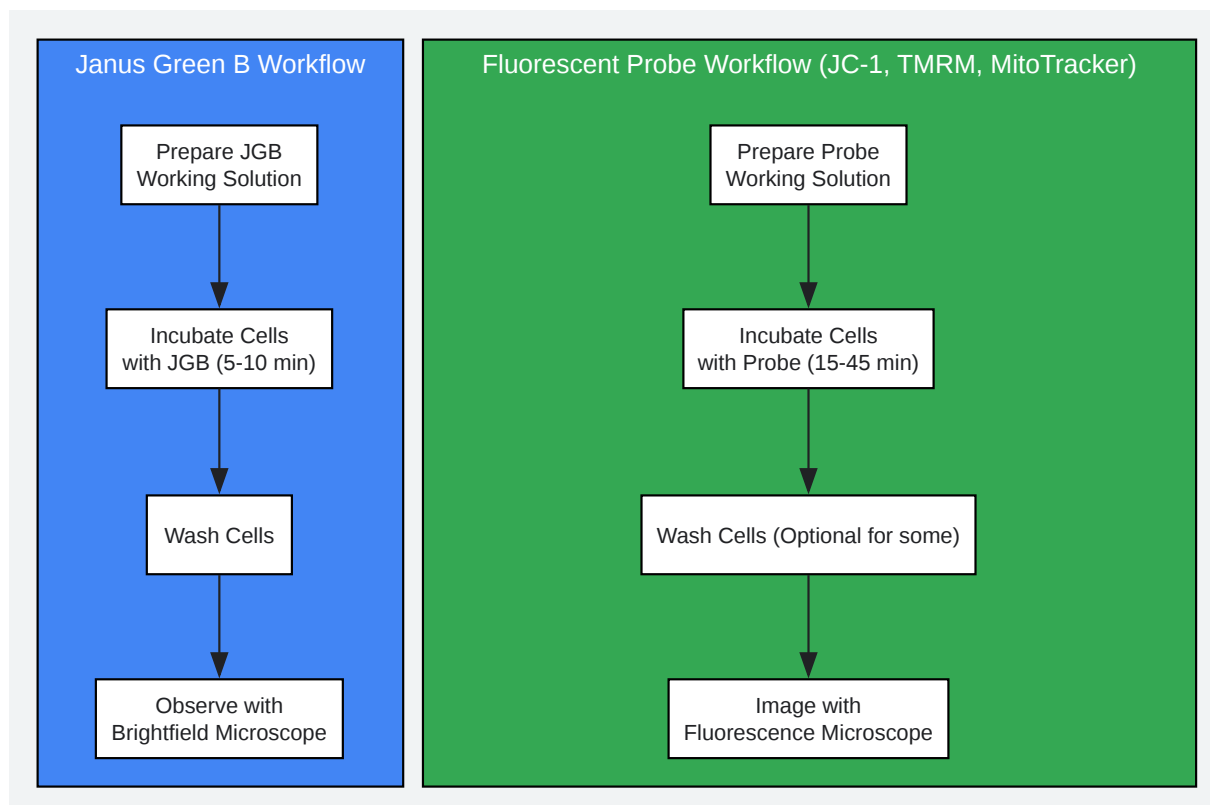 Janus Green B Workflow
Prepare JGB
Working Solution
Incubate Cells
with JGB (5-10 min)
Wash Cells
Observe with
Brightfield Microscope
Fluorescent Probe Workflow (JC-1, TMRM, MitoTracker)
Prepare Probe
Working Solution
Incubate Cells
with Probe (15-45 min)
Wash Cells (Optional for some)
Image with
Fluorescence Microscope